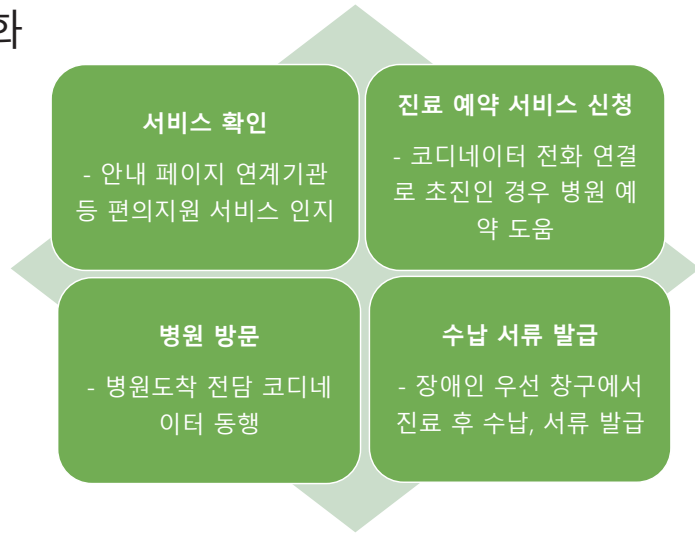 화
서비스 확인
- 안내 페이지 연계기관
등 편의지원 서비스 인지
진료 예약 서비스 신청
- 코디네이터 전화 연결
로 초진인 경우 병원 예
약 도움
병원 방문
- 병원도착 전담 코디네
이터 동행
수납 서류 발급
- 장애인 우선 창구에서
진료 후 수납, 서류 발급